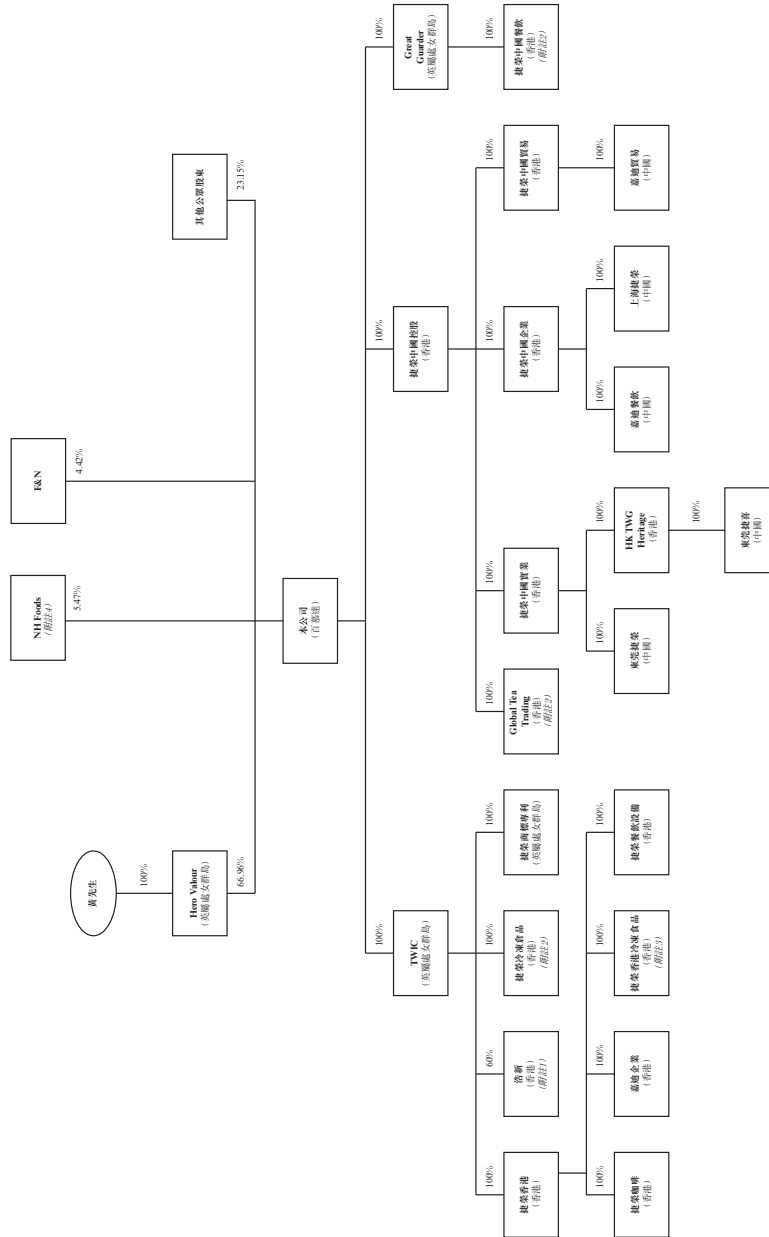 黃先生
100%
Hero Valour
（英屬處女群島）
66.96%
NH Foods
（附註4）
5.47%
F&N
4.42%
其他公眾股東
23.15%
本公司
（百慕達）
100%
TWIC
（英屬處女群島）
100%
捷榮中國控股
（香港）
100%
Great
Guarder
（英屬處女群島）
100%
捷榮香港
（香港）
60%
浩新
（香港）
（附註1）
100%
捷榮冷凍倉品
（香港）
（附註2）
100%
捷榮商標專利
（英屬處女群島）
100%
Global Tea
Trading
（香港）
（附註2）
100%
捷榮中國實業
（香港）
100%
捷榮中國企業
（香港）
100%
捷榮中國貿易
（香港）
100%
捷榮中國餐飲
（香港）
（附註2）
100%
捷榮咖啡
（香港）
100%
嘉迪企業
（香港）
100%
捷榮香港冷凍食品
（香港）
（附註3）
100%
捷榮餐飲設備
（香港）
100%
東莞捷榮
（中國）
100%
HK TWG
Heritage
（香港）
100%
嘉迪餐飲
（中國）
100%
上海捷榮
（中國）
100%
嘉迪貿易
（中國）
100%
東莞捷喜
（中國）